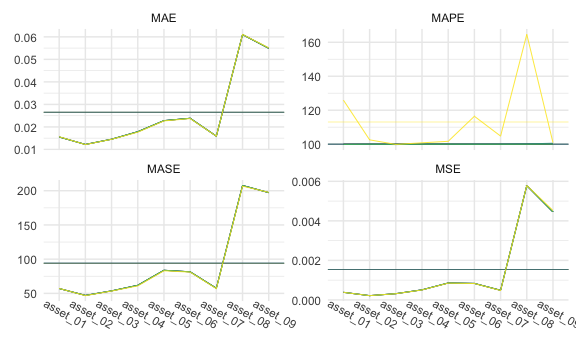 MAE
MAPE
0.06
0.05
0.04
0.03
0.02
0.01
160
140
120
100
MASE
MSE
200
150
100
50
0.006
0.004
0.002
0.000
asset_01
asset_02
asset_03
asset_04
asset_05
asset_06
asset_07
asset_08
asset_09
asset_01
asset_02
asset_03
asset_04
asset_05
asset_06
asset_07
asset_08
asset_09